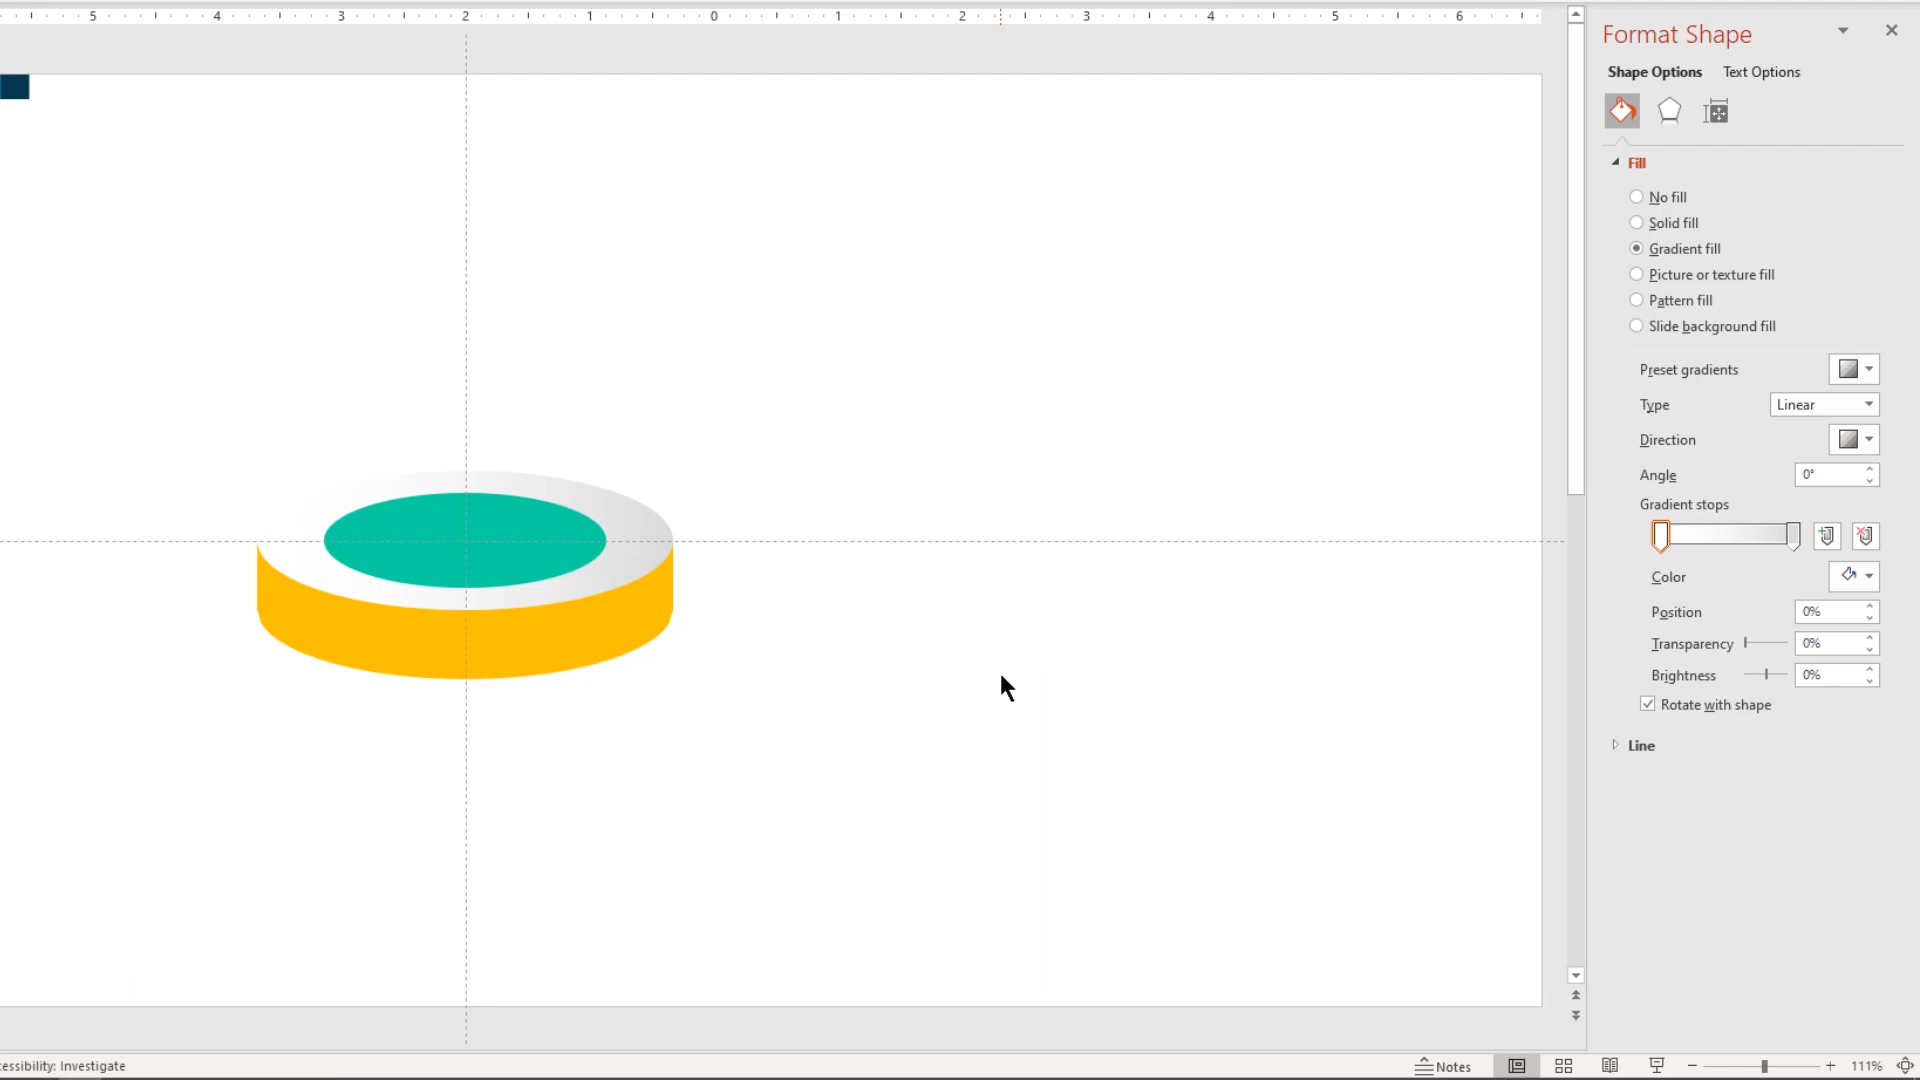 5 4 3 2 1 0 1 2 3 4 5 6
Format Shape
Shape Options Text Options
Fill
No fill
Solid fill
Gradient fill
Picture or texture fill
Pattern fill
Slide background fill
Preset gradients
Type Linear
Direction
Angle 0°
Gradient stops
Color
Position 0%
Transparency 0%
Brightness 0%
Rotate with shape
Line
cessibility: Investigate Notes 111%